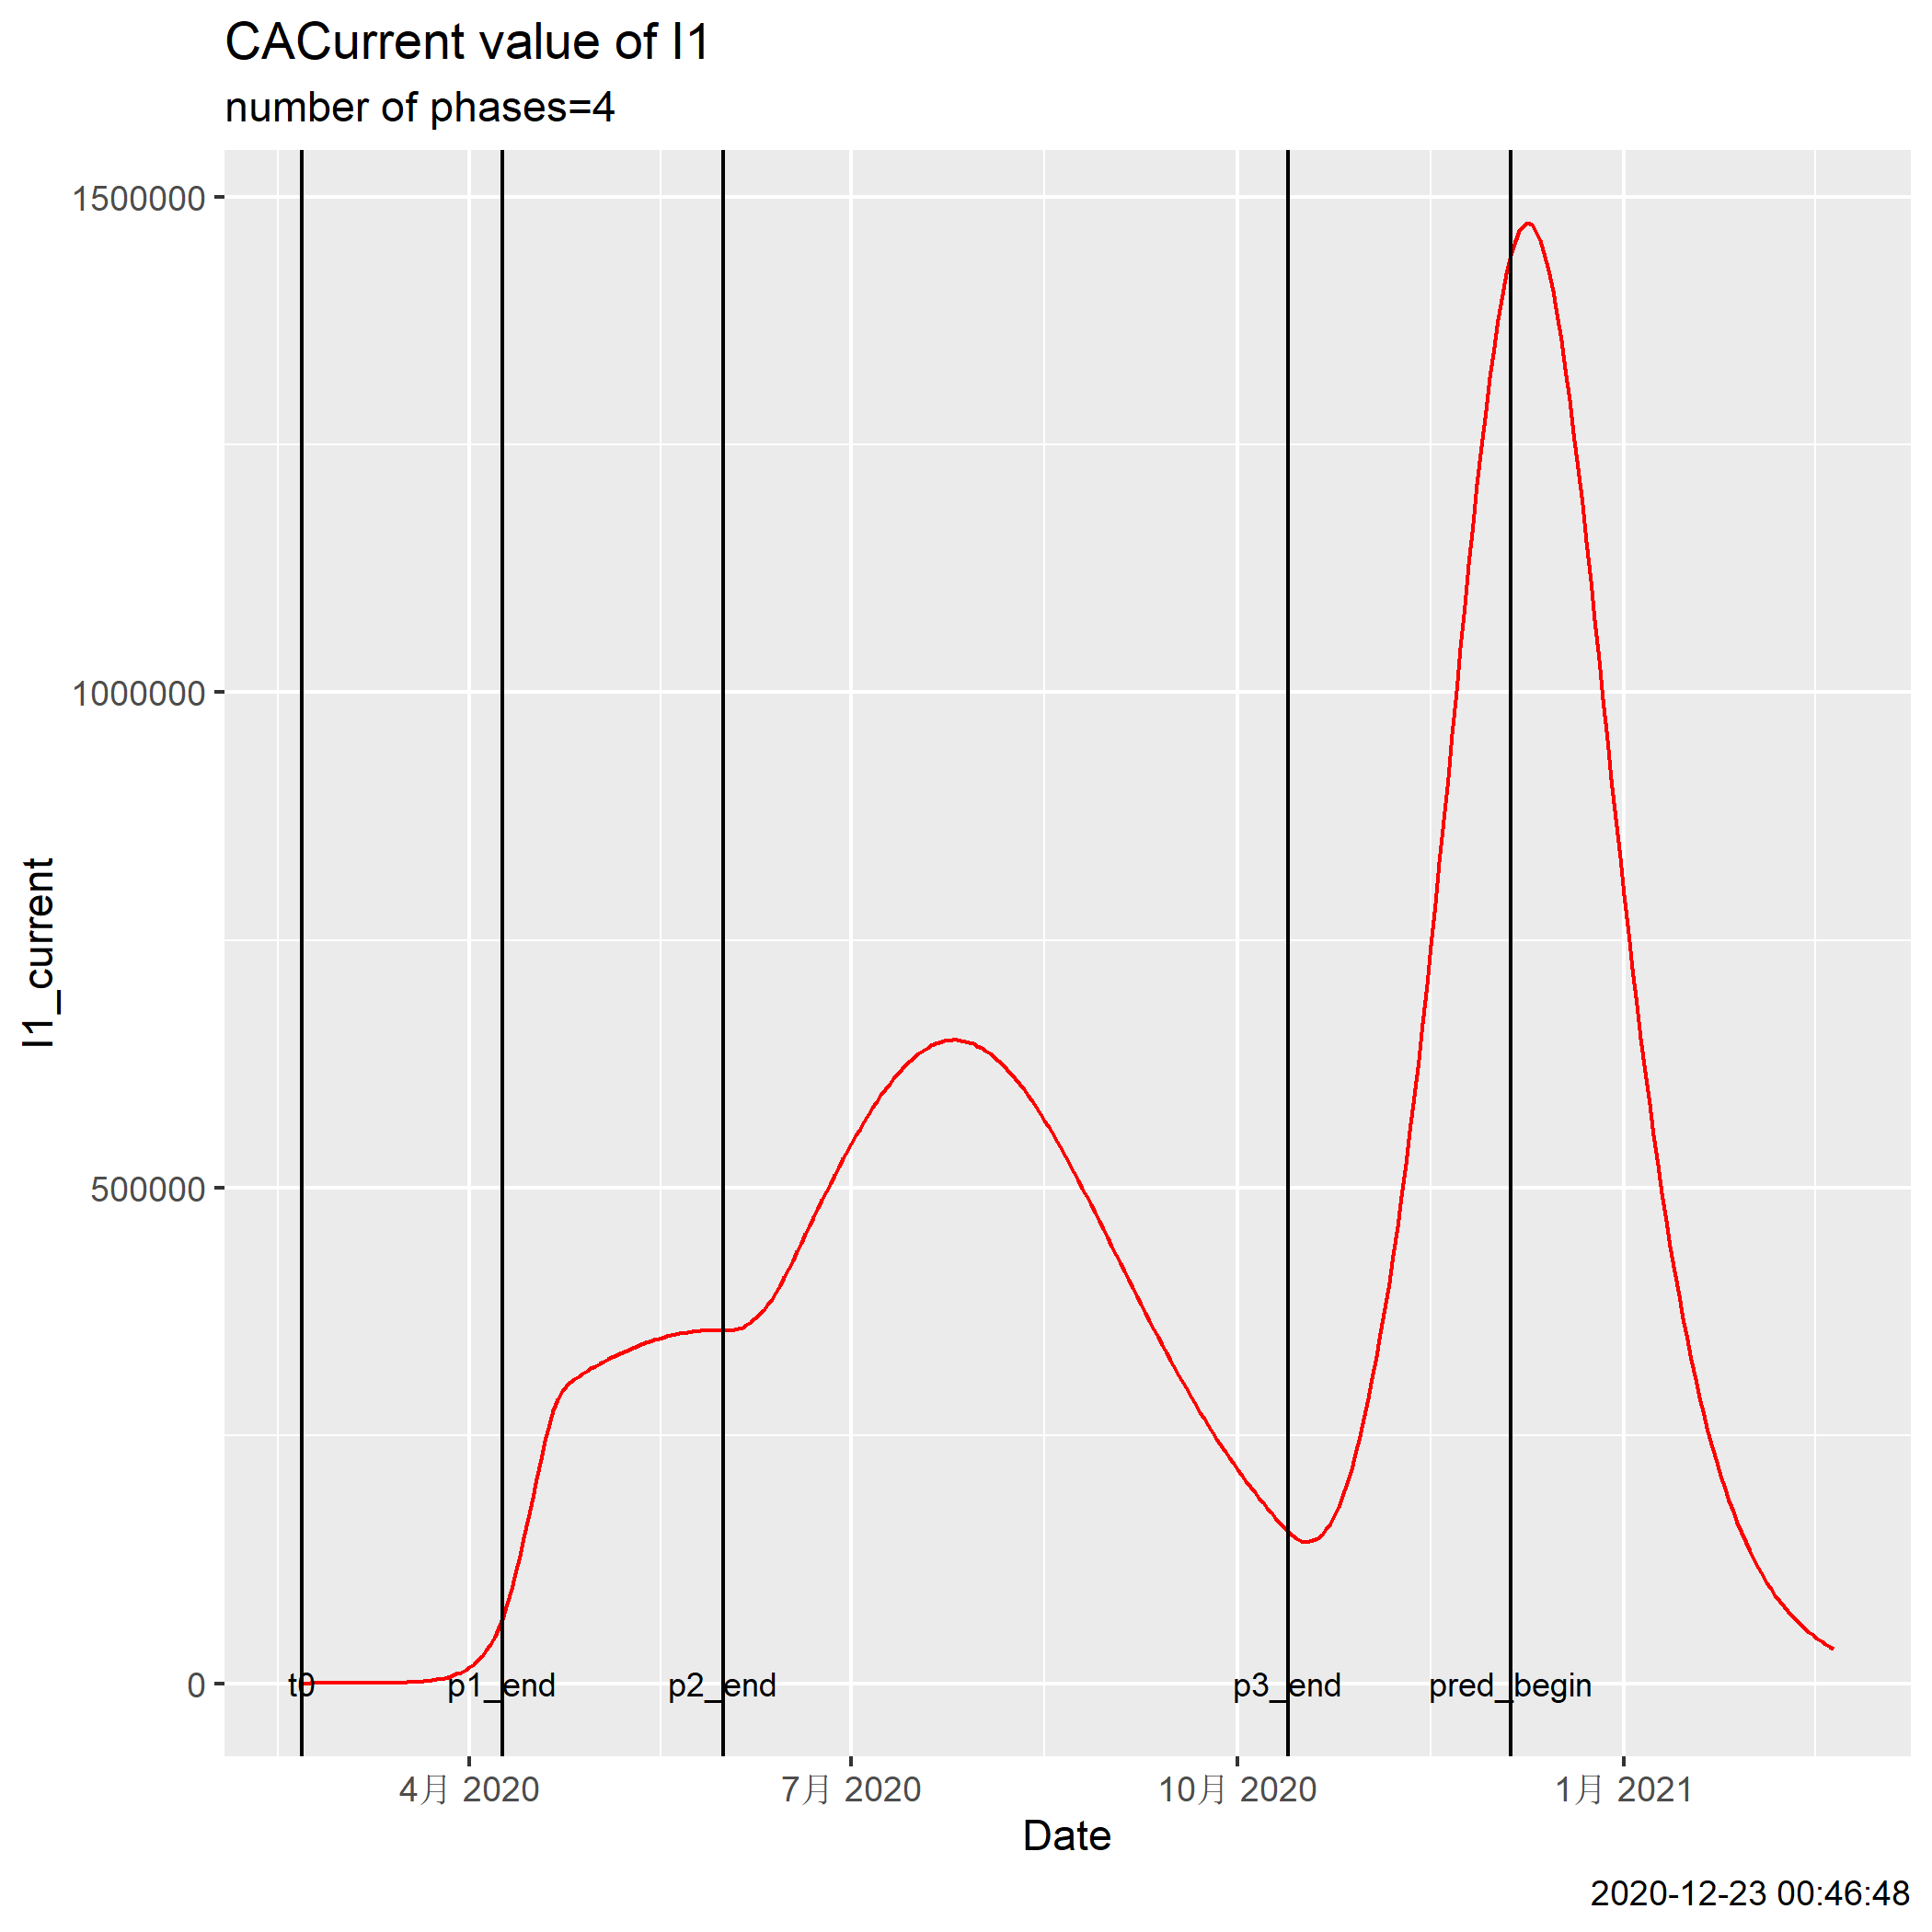 CACurrent value of I1
number of phases=4
1500000
1000000
500000
0
I1_current
t0
p1_end
p2_end
p3_end
pred_begin
4月 2020
7月 2020
10月 2020
1月 2021
Date
2020-12-23 00:46:48